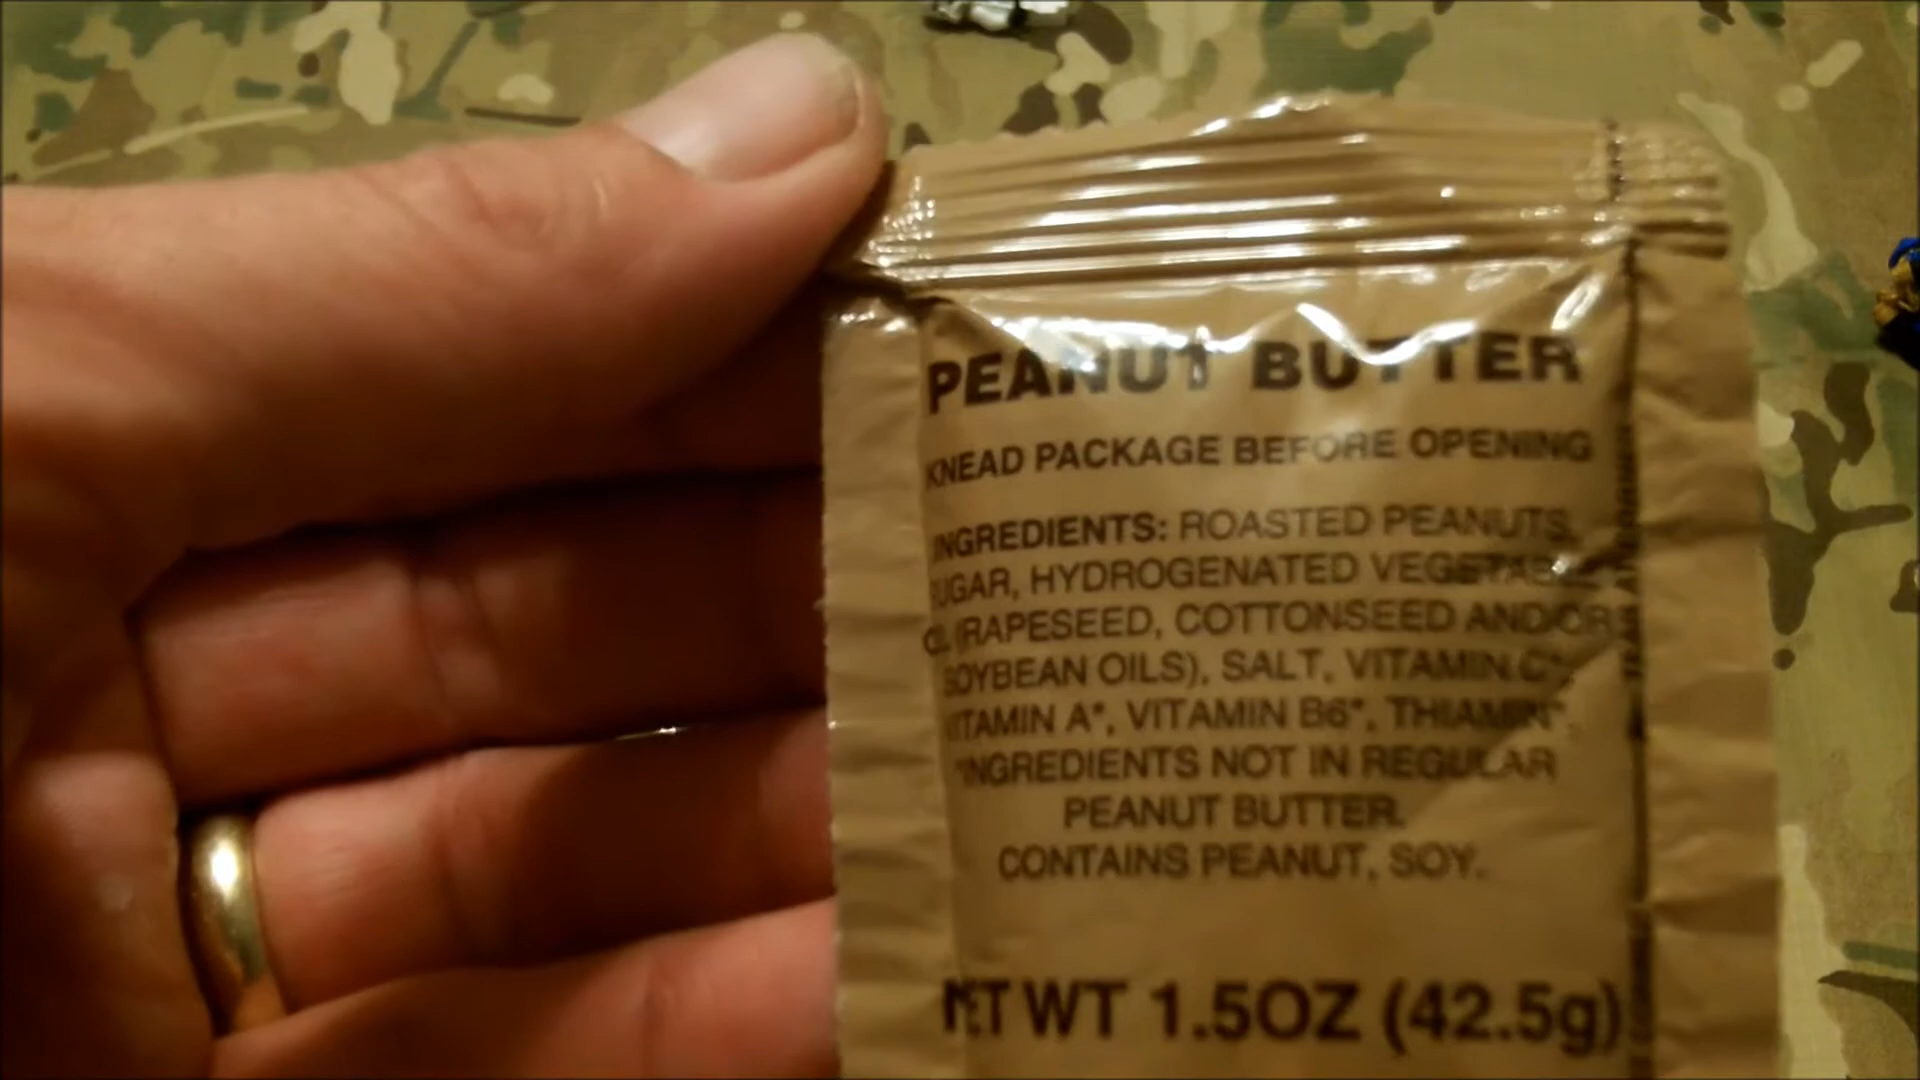 PEANUT BUTTER
KNEAD PACKAGE BEFORE OPENING
INGREDIENTS: ROASTED PEANUTS,
SUGAR, HYDROGENATED VEGETABLE
OIL (RAPESEED, COTTONSEED AND/OR
SOYBEAN OILS), SALT, VITAMIN C*,
VITAMIN A*, VITAMIN B6*, THIAMIN*.
*INGREDIENTS NOT IN REGULAR
PEANUT BUTTER.
CONTAINS PEANUT, SOY.
NET WT 1.5OZ (42.5g)